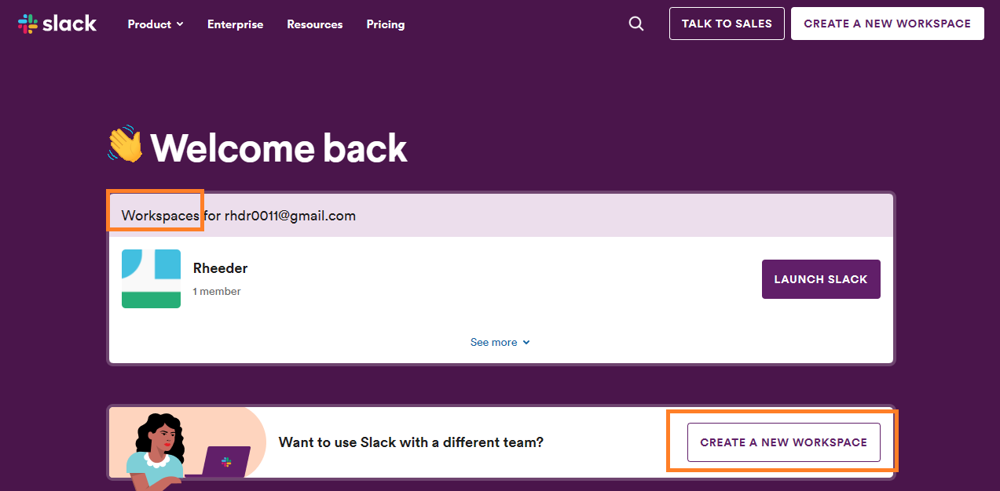 slack Product Enterprise Resources Pricing TALK TO SALES CREATE A NEW WORKSPACE
Welcome back
Workspaces for rhdr0011@gmail.com
Rheeder
1 member
LAUNCH SLACK
See more
Want to use Slack with a different team?
CREATE A NEW WORKSPACE